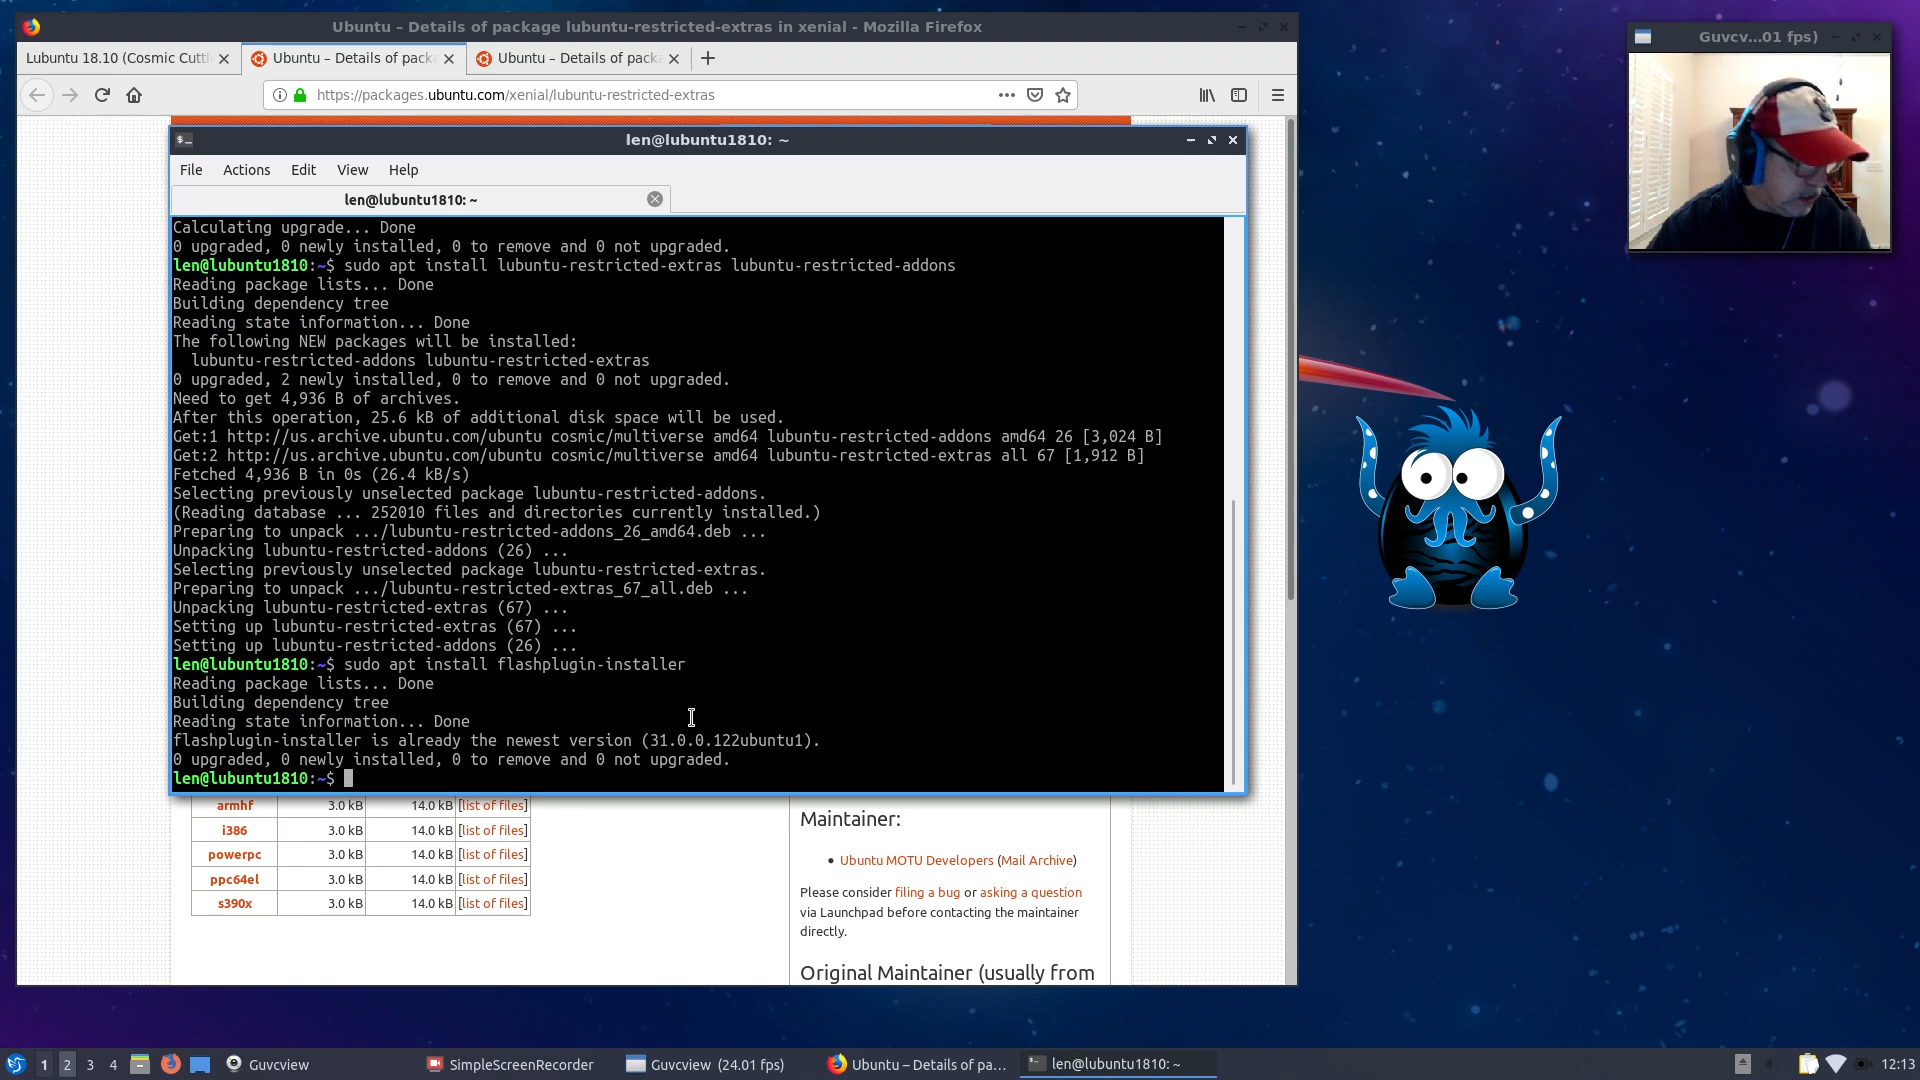 Ubuntu – Details of package lubuntu-restricted-extras in xenial - Mozilla Firefox
Lubuntu 18.10 (Cosmic Cuttl
Ubuntu – Details of packa
Ubuntu – Details of packa
https://packages.ubuntu.com/xenial/lubuntu-restricted-extras
Guvcv...01 fps)
len@lubuntu1810: ~
File Actions Edit View Help
len@lubuntu1810: ~
Calculating upgrade... Done
0 upgraded, 0 newly installed, 0 to remove and 0 not upgraded.
len@lubuntu1810:~$ sudo apt install lubuntu-restricted-extras lubuntu-restricted-addons
Reading package lists... Done
Building dependency tree
Reading state information... Done
The following NEW packages will be installed:
lubuntu-restricted-addons lubuntu-restricted-extras
0 upgraded, 2 newly installed, 0 to remove and 0 not upgraded.
Need to get 4,936 B of archives.
After this operation, 25.6 kB of additional disk space will be used.
Get:1 http://us.archive.ubuntu.com/ubuntu cosmic/multiverse amd64 lubuntu-restricted-addons amd64 26 [3,024 B]
Get:2 http://us.archive.ubuntu.com/ubuntu cosmic/multiverse amd64 lubuntu-restricted-extras all 67 [1,912 B]
Fetched 4,936 B in 0s (26.4 kB/s)
Selecting previously unselected package lubuntu-restricted-addons.
(Reading database ... 252010 files and directories currently installed.)
Preparing to unpack .../lubuntu-restricted-addons_26_amd64.deb ...
Unpacking lubuntu-restricted-addons (26) ...
Selecting previously unselected package lubuntu-restricted-extras.
Preparing to unpack .../lubuntu-restricted-extras_67_all.deb ...
Unpacking lubuntu-restricted-extras (67) ...
Setting up lubuntu-restricted-extras (67) ...
Setting up lubuntu-restricted-addons (26) ...
len@lubuntu1810:~$ sudo apt install flashplugin-installer
Reading package lists... Done
Building dependency tree
Reading state information... Done
flashplugin-installer is already the newest version (31.0.0.122ubuntu1).
0 upgraded, 0 newly installed, 0 to remove and 0 not upgraded.
len@lubuntu1810:~$
armhf 3.0 kB 14.0 kB [list of files]
i386 3.0 kB 14.0 kB [list of files]
powerpc 3.0 kB 14.0 kB [list of files]
ppc64el 3.0 kB 14.0 kB [list of files]
s390x 3.0 kB 14.0 kB [list of files]
Maintainer:
• Ubuntu MOTU Developers (Mail Archive)
Please consider filing a bug or asking a question
via Launchpad before contacting the maintainer
directly.
Original Maintainer (usually from
1 2 3 4 Guvcview SimpleScreenRecorder Guvcview (24.01 fps) Ubuntu – Details of pa... len@lubuntu1810: ~ 12:13